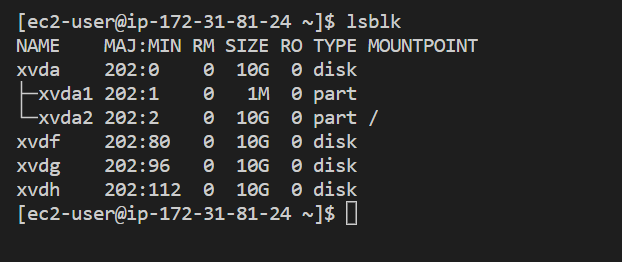 [ec2-user@ip-172-31-81-24 ~]$ lsblk
NAME    MAJ:MIN RM SIZE RO TYPE MOUNTPOINT
xvda    202:0    0  10G  0 disk
├─xvda1 202:1    0   1M  0 part
└─xvda2 202:2    0  10G  0 part /
xvdf    202:80   0  10G  0 disk
xvdg    202:96   0  10G  0 disk
xvdh    202:112  0  10G  0 disk
[ec2-user@ip-172-31-81-24 ~]$